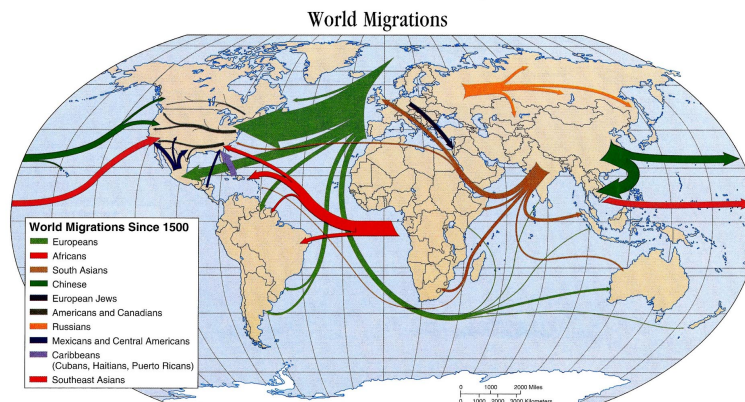 World Migrations
World Migrations Since 1500
Europeans
Africans
South Asians
Chinese
European Jews
Americans and Canadians
Russians
Mexicans and Central Americans
Caribbeans
(Cubans, Haitians, Puerto Ricans)
Southeast Asians
0 1000 2000 Miles
0 1000 2000 3000 Kilometers